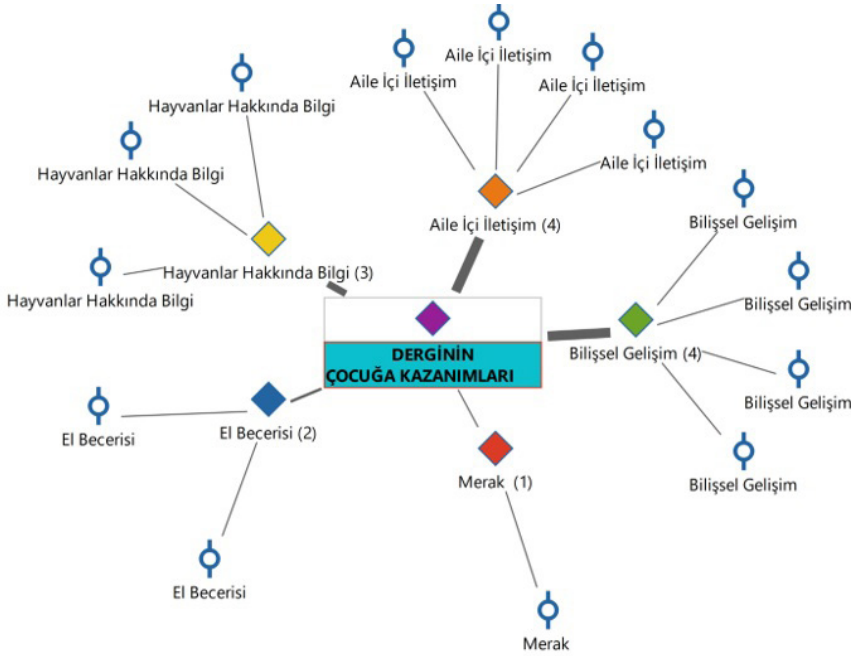 Aile İçi İletişim
Aile İçi İletişim
Aile İçi İletişim
Hayvanlar Hakkında Bilgi
Aile İçi İletişim
Hayvanlar Hakkında Bilgi
Aile İçi İletişim (4)
Bilişsel Gelişim
Hayvanlar Hakkında Bilgi (3)
Hayvanlar Hakkında Bilgi
Bilişsel Gelişim
DERGİNİN
ÇOCUĞA KAZANIMLARI
Bilişsel Gelişim (4)
Bilişsel Gelişim
El Becerisi (2)
El Becerisi
Merak (1)
Bilişsel Gelişim
El Becerisi
Merak